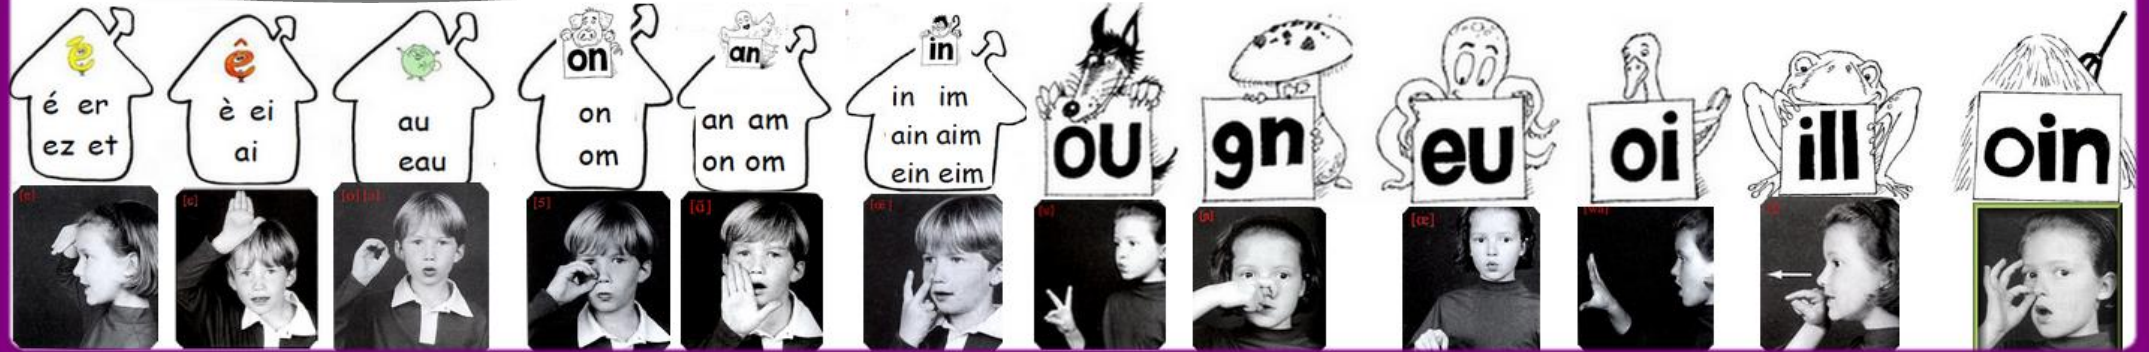 é
é er
ez et
ê
è ei
ai
au
eau
on
on
om
an
an am
on om
in
in im
ain aim
ein eim
ou
gn
eu
oi
ill
oin
[e]
[ɛ]
[o] [ɔ]
[ɔ̃]
[ɑ̃]
[u]
[ɲ]
[œ]
[wa]